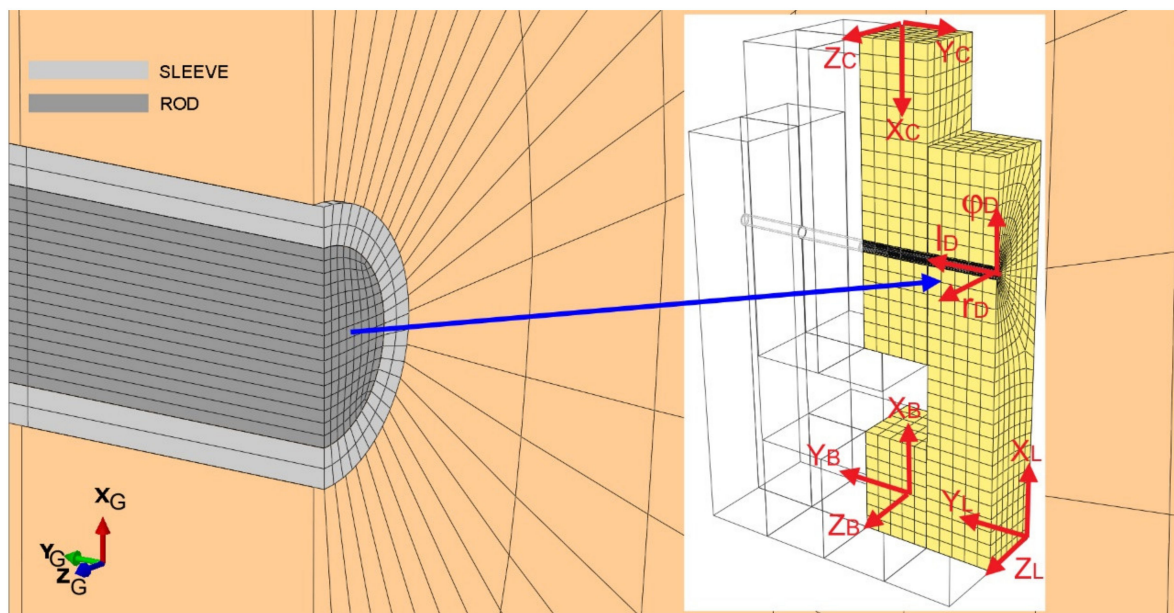 SLEEVE
ROD
XG
YG
ZG
ZC
YC
XC
φD
lD
rD
XB
YB
ZB
XL
YL
ZL